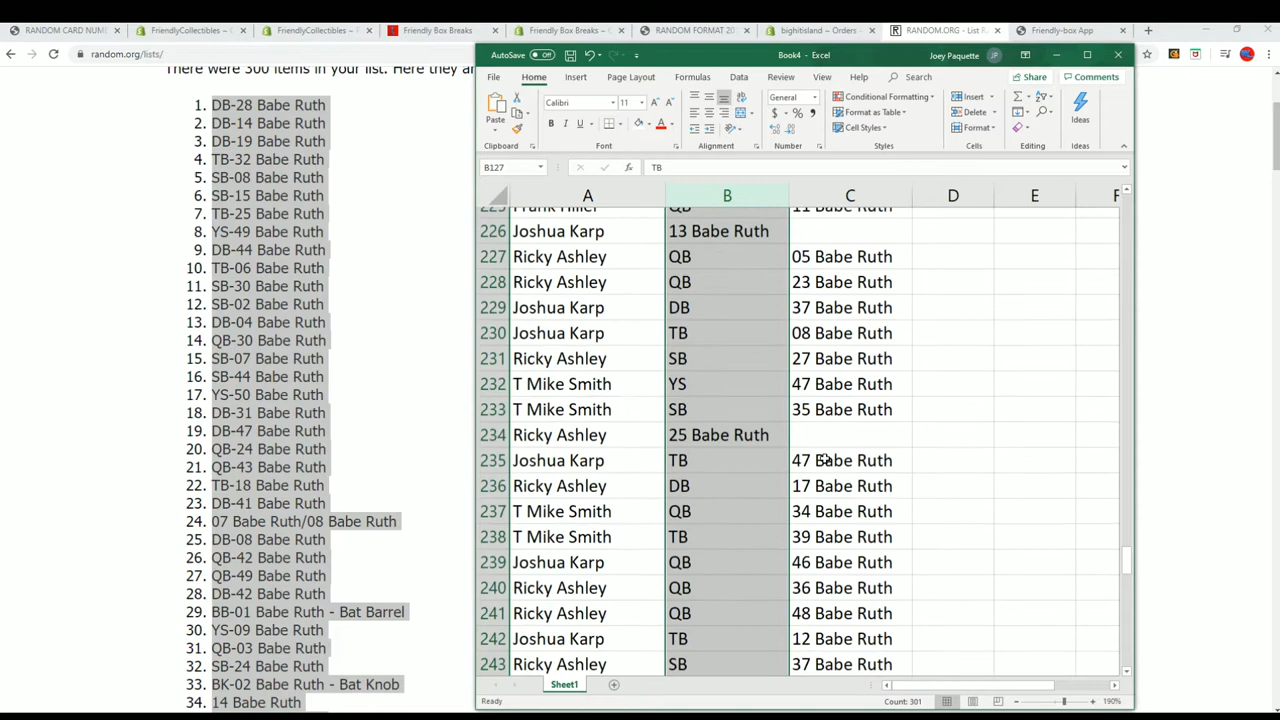 RANDOM CARD NUME
FriendlyCollectibles –
FriendlyCollectibles –
Friendly Box Breaks
Friendly Box Breaks –
RANDOM FORMAT 20
bighitisland – Orders –
RANDOM.ORG - List R
Friendly-box App
random.org/lists/
There were 300 items in your list. Here they a
1. DB-28 Babe Ruth
2. DB-14 Babe Ruth
3. DB-19 Babe Ruth
4. TB-32 Babe Ruth
5. SB-08 Babe Ruth
6. SB-15 Babe Ruth
7. TB-25 Babe Ruth
8. YS-49 Babe Ruth
9. DB-44 Babe Ruth
10. TB-06 Babe Ruth
11. SB-30 Babe Ruth
12. SB-02 Babe Ruth
13. DB-04 Babe Ruth
14. QB-30 Babe Ruth
15. SB-07 Babe Ruth
16. SB-44 Babe Ruth
17. YS-50 Babe Ruth
18. DB-31 Babe Ruth
19. DB-47 Babe Ruth
20. QB-24 Babe Ruth
21. QB-43 Babe Ruth
22. TB-18 Babe Ruth
23. DB-41 Babe Ruth
24. 07 Babe Ruth/08 Babe Ruth
25. DB-08 Babe Ruth
26. QB-42 Babe Ruth
27. QB-49 Babe Ruth
28. DB-42 Babe Ruth
29. BB-01 Babe Ruth - Bat Barrel
30. YS-09 Babe Ruth
31. QB-03 Babe Ruth
32. SB-24 Babe Ruth
33. BK-02 Babe Ruth - Bat Knob
34. 14 Babe Ruth
AutoSave Off Book4 - Excel Joey Paquette JP
File Home Insert Page Layout Formulas Data Review View Help Search Share Comments
Paste Calibri 11 General Conditional Formatting Insert Ideas
B I U Format as Table Delete
Cell Styles Format
Clipboard Font Alignment Number Styles Cells Editing Ideas
B127 fx TB
A B C D E F
225 Frank Hiller QB 11 Babe Ruth
226 Joshua Karp 13 Babe Ruth
227 Ricky Ashley QB 05 Babe Ruth
228 Ricky Ashley QB 23 Babe Ruth
229 Joshua Karp DB 37 Babe Ruth
230 Joshua Karp TB 08 Babe Ruth
231 Ricky Ashley SB 27 Babe Ruth
232 T Mike Smith YS 47 Babe Ruth
233 T Mike Smith SB 35 Babe Ruth
234 Ricky Ashley 25 Babe Ruth
235 Joshua Karp TB 47 Babe Ruth
236 Ricky Ashley DB 17 Babe Ruth
237 T Mike Smith QB 34 Babe Ruth
238 T Mike Smith TB 39 Babe Ruth
239 Joshua Karp QB 46 Babe Ruth
240 Ricky Ashley QB 36 Babe Ruth
241 Ricky Ashley QB 48 Babe Ruth
242 Joshua Karp TB 12 Babe Ruth
243 Ricky Ashley SB 37 Babe Ruth
Sheet1
Ready Count: 301 190%